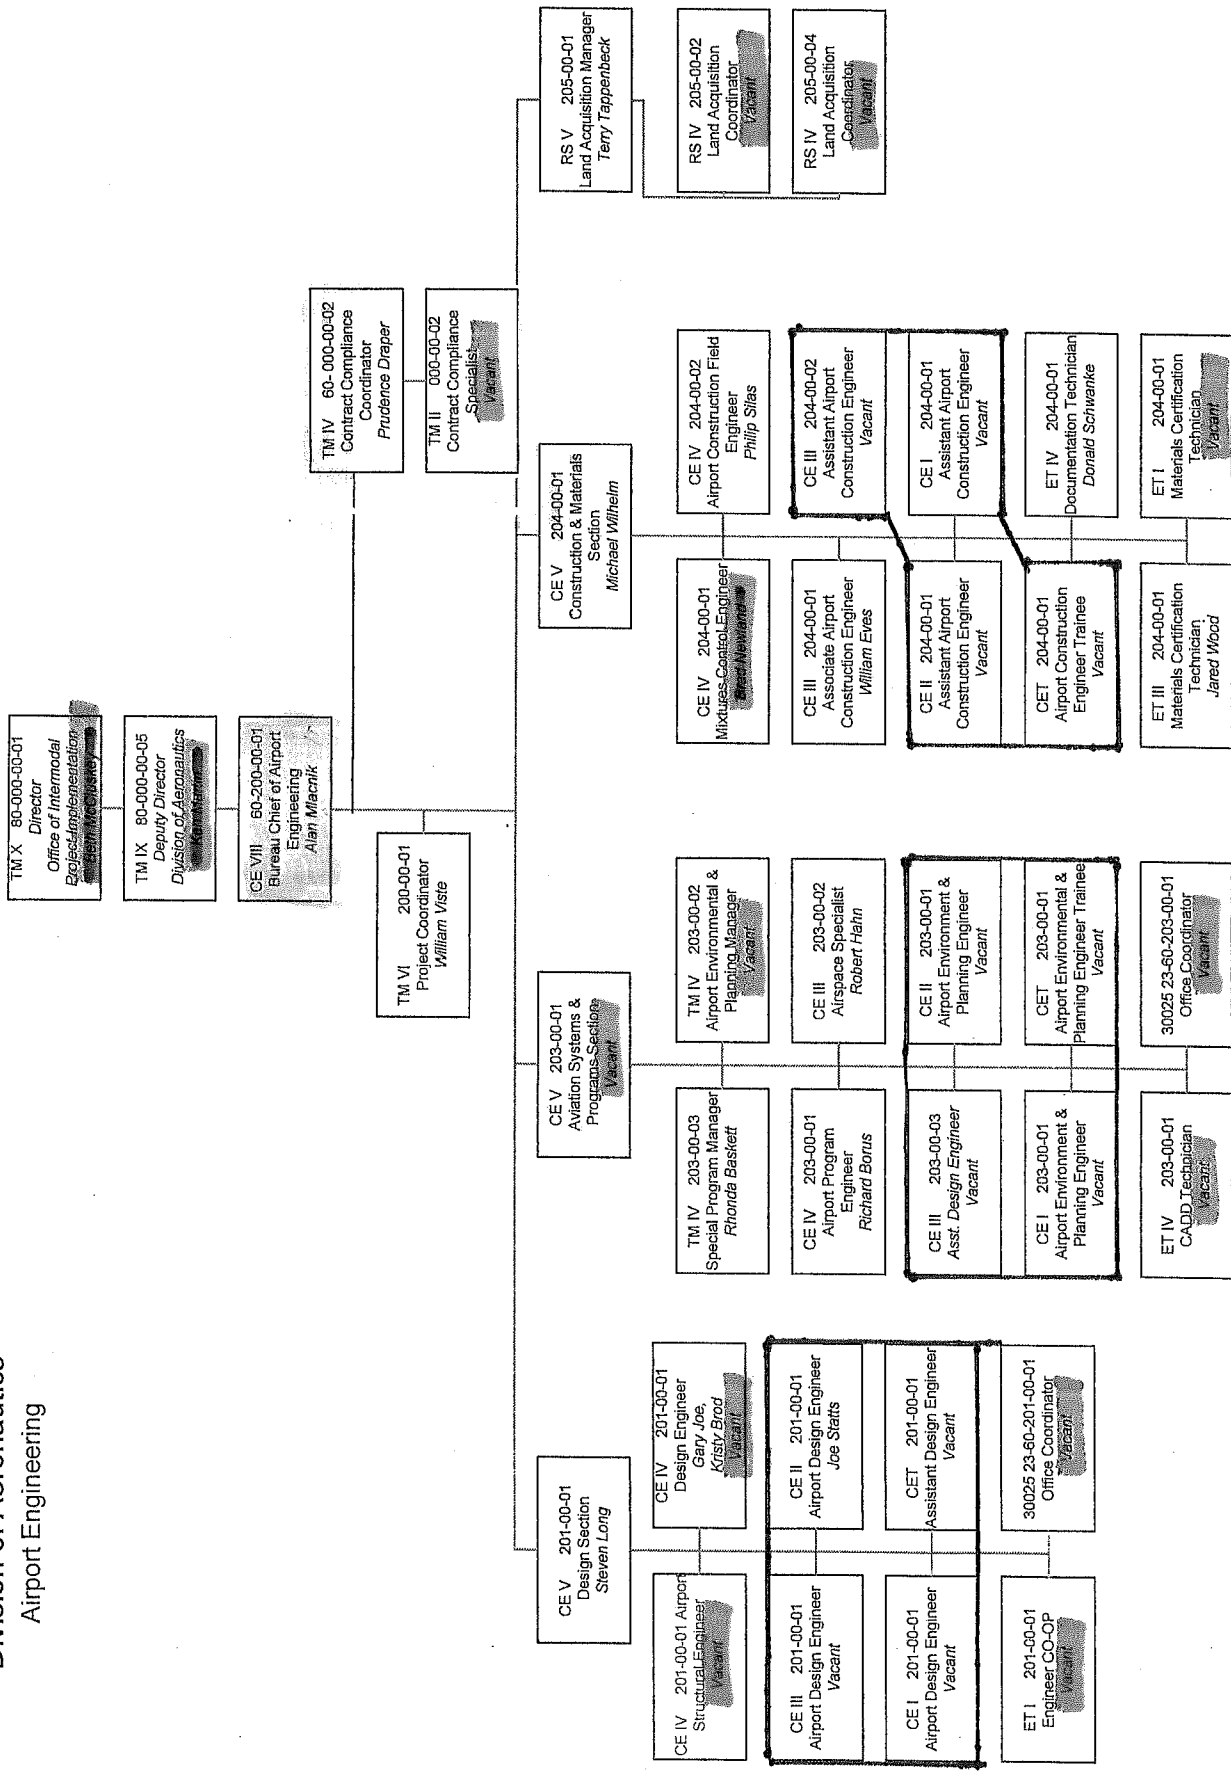 Airport Engineering
TM X 80-000-00-01
Director
Office of Intermodal
Project Implementation
Beth McCluskey
TM IX 80-000-00-05
Deputy Director
Division of Aeronautics
CE VIII 60-200-00-01
Bureau Chief of Airport
Engineering
Alan Mlacnik
TM VI 200-00-01
Project Coordinator
William Viste
TM IV 60- 000-00-02
Contract Compliance
Coordinator
Prudence Draper
TM II 000-00-02
Contract Compliance
Specialist
Vacant
CE V 201-00-01
Design Section
Steven Long
CE IV 201-00-01 Airport
Structural Engineer
Vacant
CE IV 201-00-01
Design Engineer
Gary Joe,
Kristy Brod
Vacant
CE III 201-00-01
Airport Design Engineer
Vacant
CE II 201-00-01
Airport Design Engineer
Joe Statts
CE I 201-00-01
Airport Design Engineer
Vacant
CET 201-00-01
Assistant Design Engineer
Vacant
ET I 201-00-01
Engineer CO-OP
Vacant
30025 23-60-201-00-01
Office Coordinator
Vacant
CE V 203-00-01
Aviation Systems &
Programs Section
Vacant
TM IV 203-00-03
Special Program Manager
Rhonda Baskett
TM IV 203-00-02
Airport Environmental &
Planning Manager
Vacant
CE IV 203-00-01
Airport Program
Engineer
Richard Borus
CE III 203-00-02
Airspace Specialist
Robert Hahn
CE III 203-00-03
Asst. Design Engineer
Vacant
CE II 203-00-01
Airport Environment &
Planning Engineer
Vacant
CE I 203-00-01
Airport Environment &
Planning Engineer
Vacant
CET 203-00-01
Airport Environmental &
Planning Engineer Trainee
Vacant
ET IV 203-00-01
CADD Technician
Vacant
30025 23-60-203-00-01
Office Coordinator
Vacant
CE V 204-00-01
Construction & Materials
Section
Michael Wilhelm
CE IV 204-00-01
Mixtures Control Engineer
Brad Newland
CE IV 204-00-02
Airport Construction Field
Engineer
Philip Silas
CE III 204-00-01
Associate Airport
Construction Engineer
William Eves
CE III 204-00-02
Assistant Airport
Construction Engineer
Vacant
CE II 204-00-01
Assistant Airport
Construction Engineer
Vacant
CE I 204-00-01
Assistant Airport
Construction Engineer
Vacant
CET 204-00-01
Airport Construction
Engineer Trainee
Vacant
ET IV 204-00-01
Documentation Technician
Donald Schwanke
ET III 204-00-01
Materials Certification
Technician
Jared Wood
ET I 204-00-01
Materials Certification
Technician
Vacant
RS V 205-00-01
Land Acquisition Manager
Terry Tappenbeck
RS IV 205-00-02
Land Acquisition
Coordinator
Vacant
RS IV 205-00-04
Land Acquisition
Coordinator
Vacant